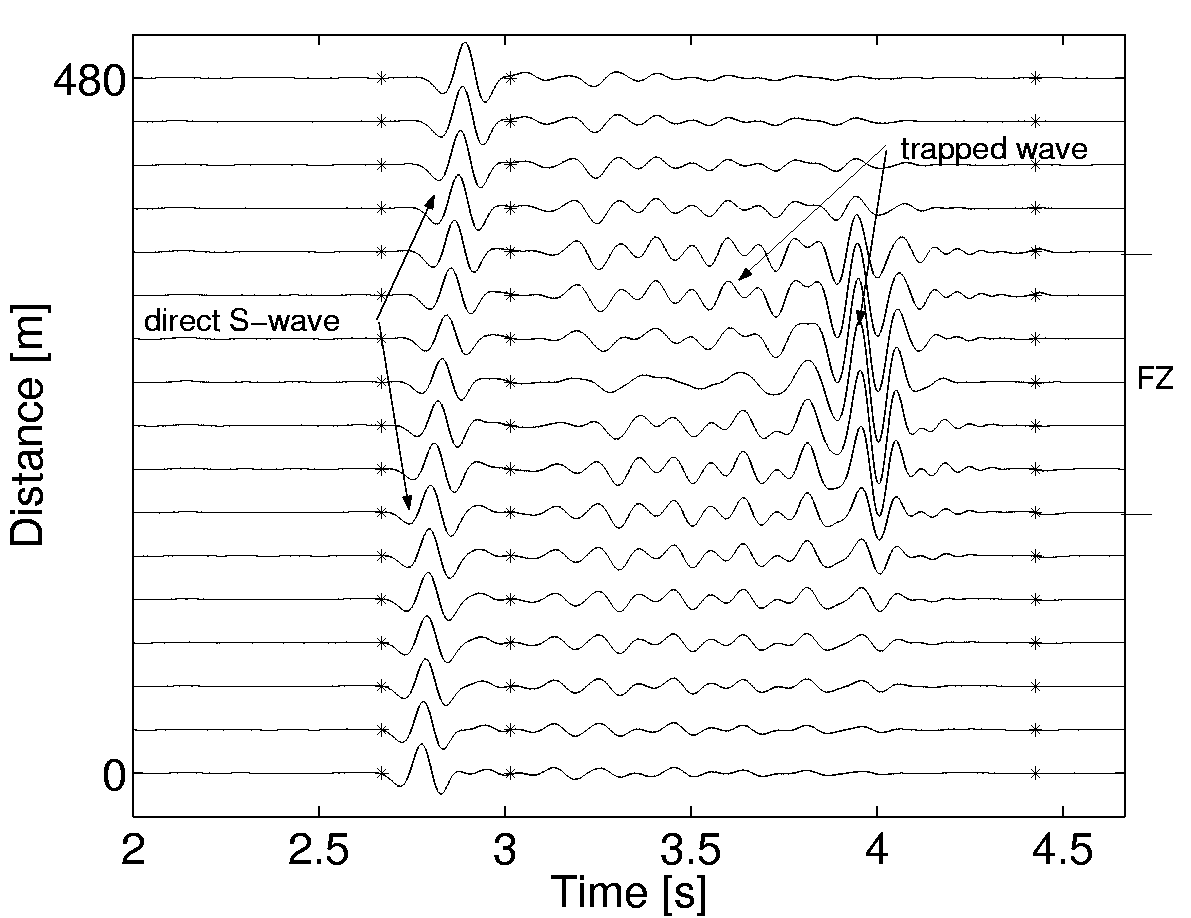 480
trapped wave
direct S−wave
FZ
Distance [m]
0
2 2.5 3 3.5 4 4.5
Time [s]